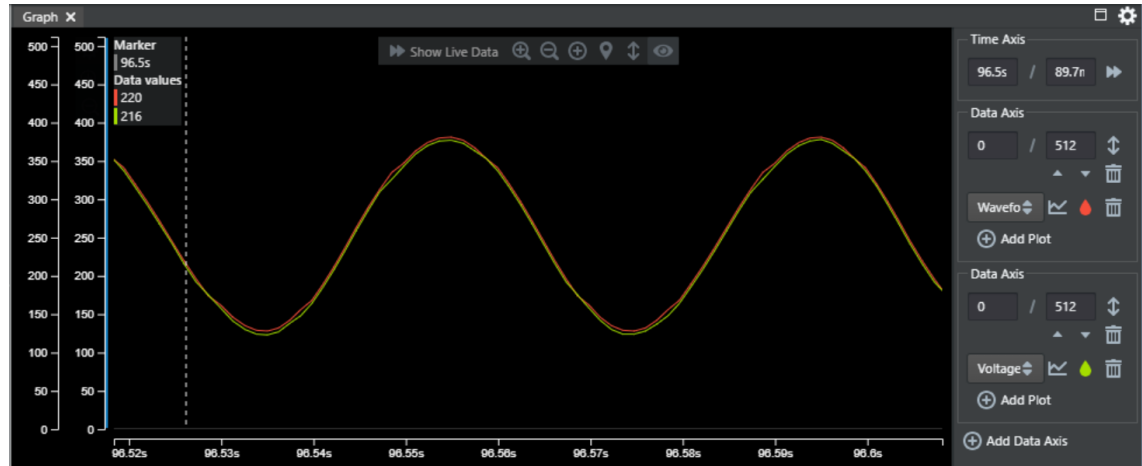 Graph
Marker
96.5s
Data values
220
216
Show Live Data
500
450
400
350
300
250
200
150
100
50
0
500
450
400
350
300
250
200
150
100
50
0
96.52s 96.53s 96.54s 96.55s 96.56s 96.57s 96.58s 96.59s 96.6s
Time Axis
96.5s / 89.7m
Data Axis
0 / 512
Wavefo
Add Plot
Data Axis
0 / 512
Voltage
Add Plot
Add Data Axis